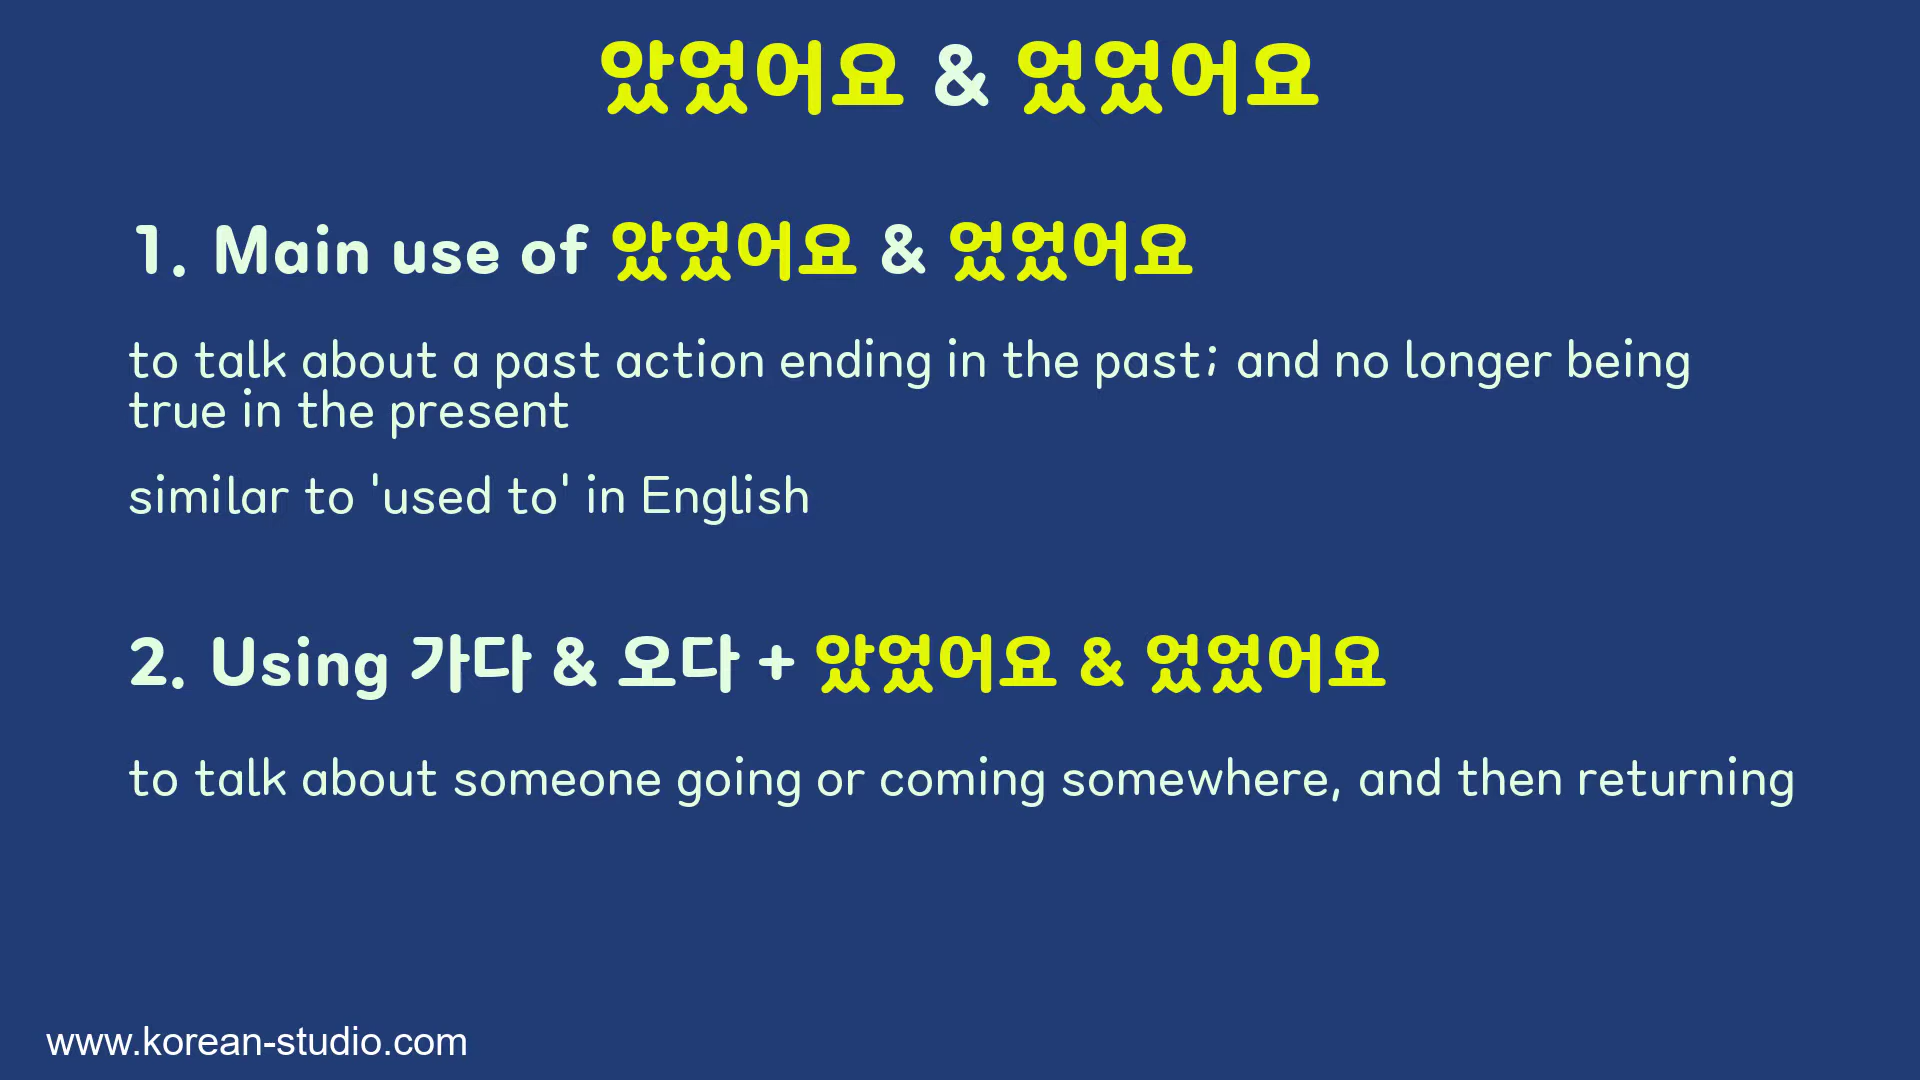 았었어요 & 었었어요
1. Main use of 았었어요 & 었었어요
to talk about a past action ending in the past; and no longer being
true in the present
similar to 'used to' in English
2. Using 가다 & 오다 + 았었어요 & 었었어요
to talk about someone going or coming somewhere, and then returning
www.korean-studio.com